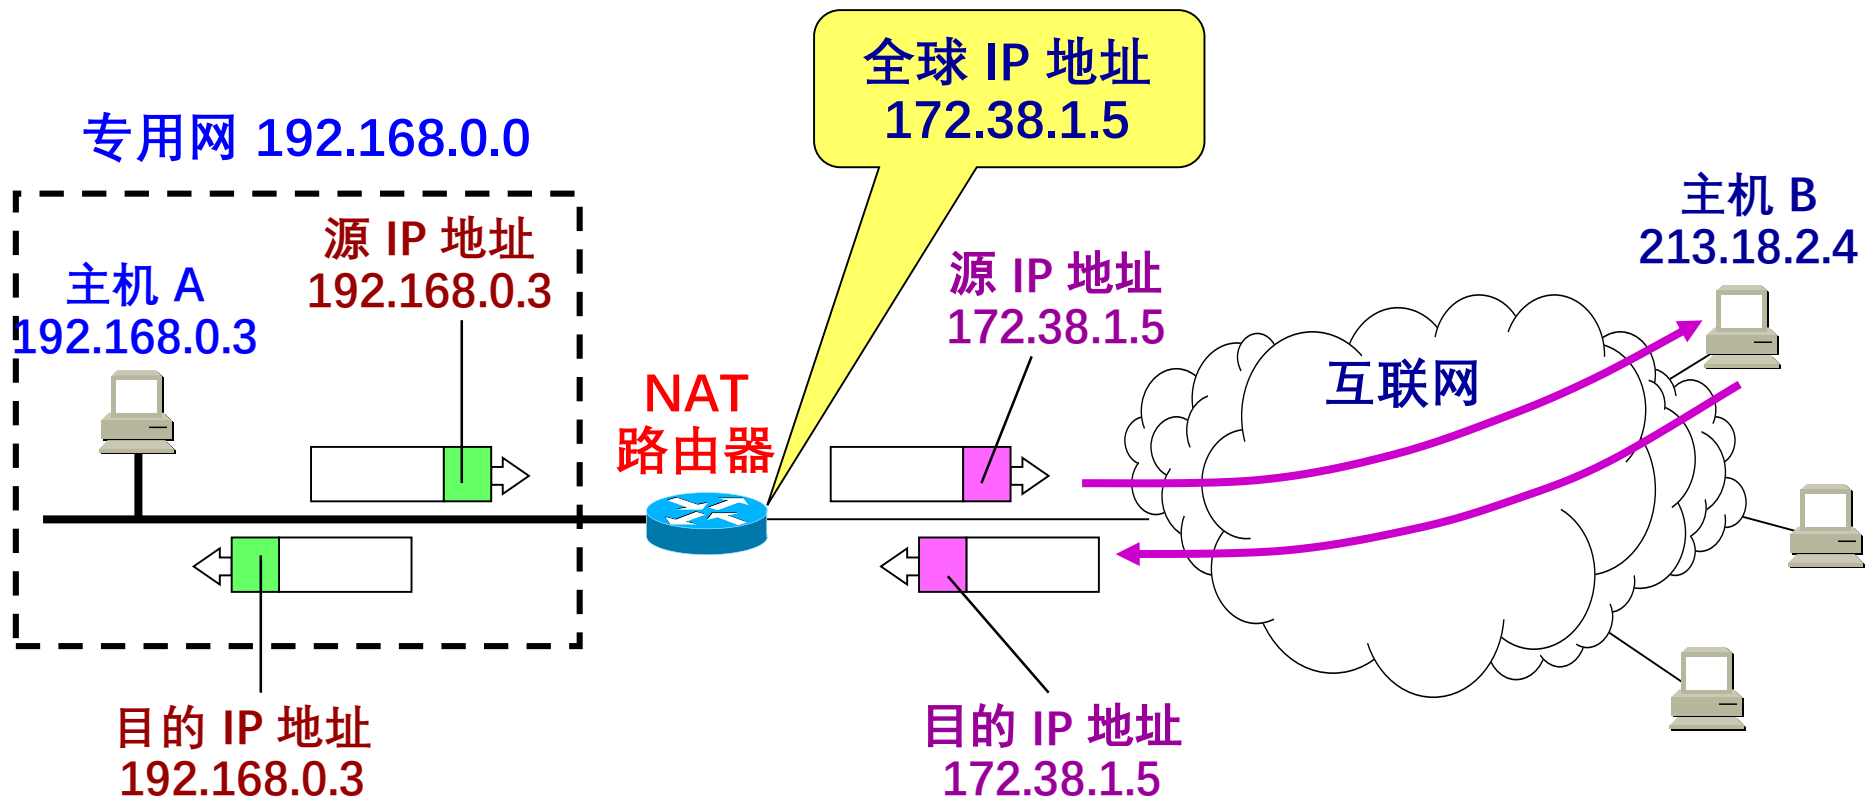 全球 IP 地址
172.38.1.5
专用网 192.168.0.0
主机 B
213.18.2.4
源 IP 地址
192.168.0.3
源 IP 地址
172.38.1.5
主机 A
192.168.0.3
互联网
NAT
路由器
目的 IP 地址
192.168.0.3
目的 IP 地址
172.38.1.5